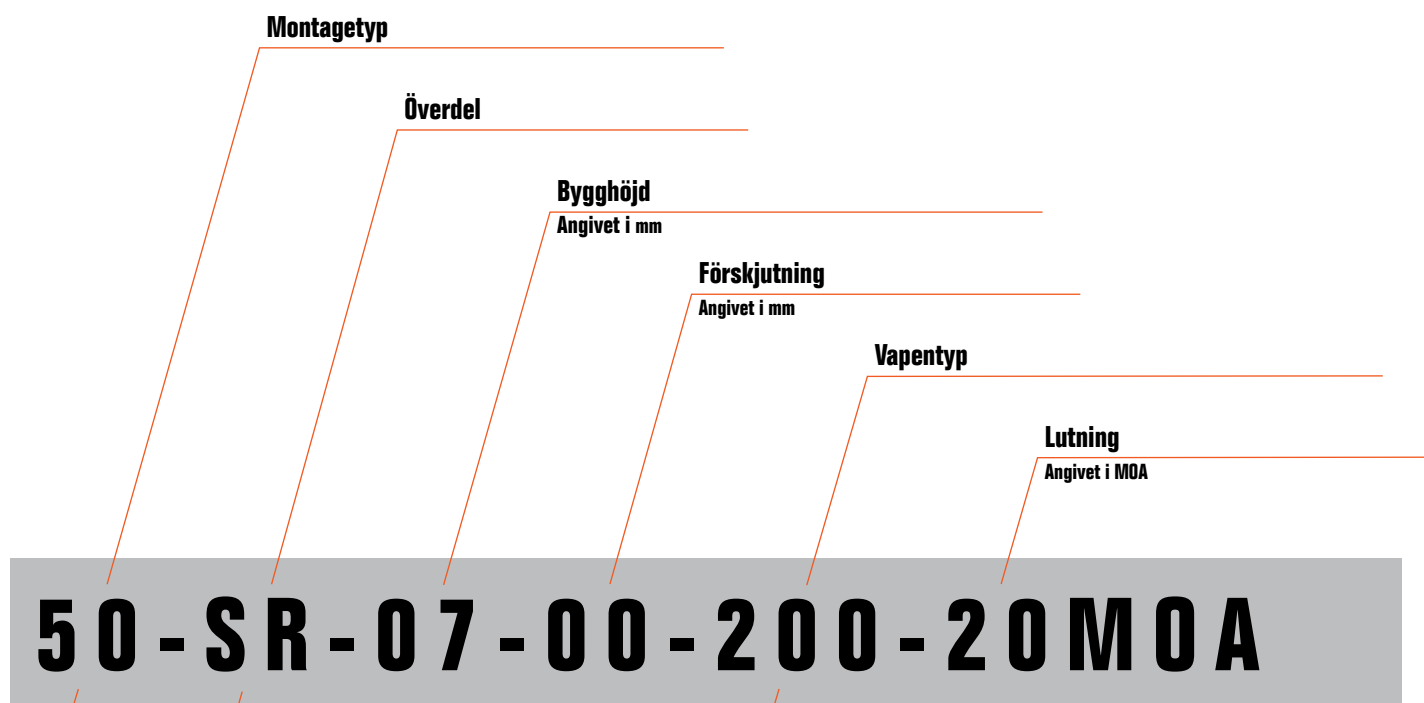 Montagetyp
Överdel
Bygghöjd
Angivet i mm
Förskjutning
Angivet i mm
Vapentyp
Lutning
Angivet i MOA
50-SR-07-00-200-20MOA